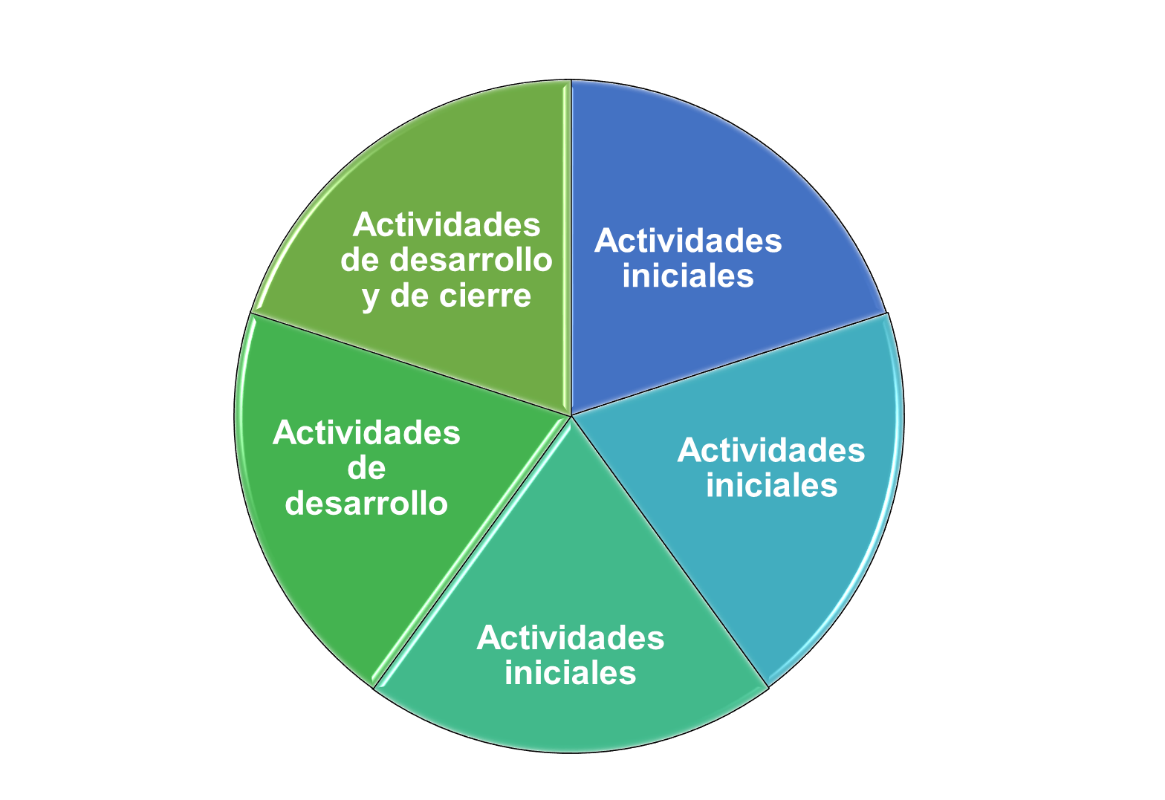 Actividades
iniciales
Actividades
iniciales
Actividades
iniciales
Actividades
de
desarrollo
Actividades
de desarrollo
y de cierre